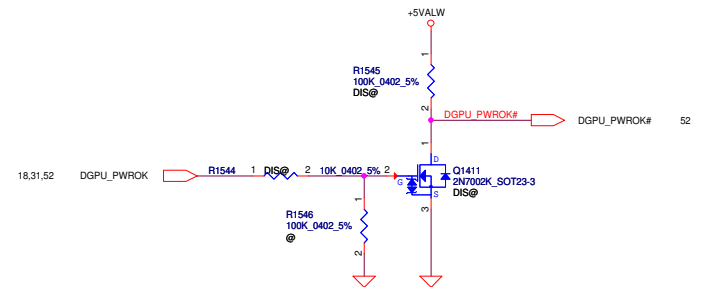 +5VALW
1
R1545
100K_0402_5%
DIS@
2
DGPU_PWROK#
DGPU_PWROK# 52
1
D
18,31,52 DGPU_PWROK
R1544 1 DIS@ 2 10K_0402_5% 2
G
Q1411
2N7002K_SOT23-3
DIS@
S
3
1
R1546
100K_0402_5%
@
2